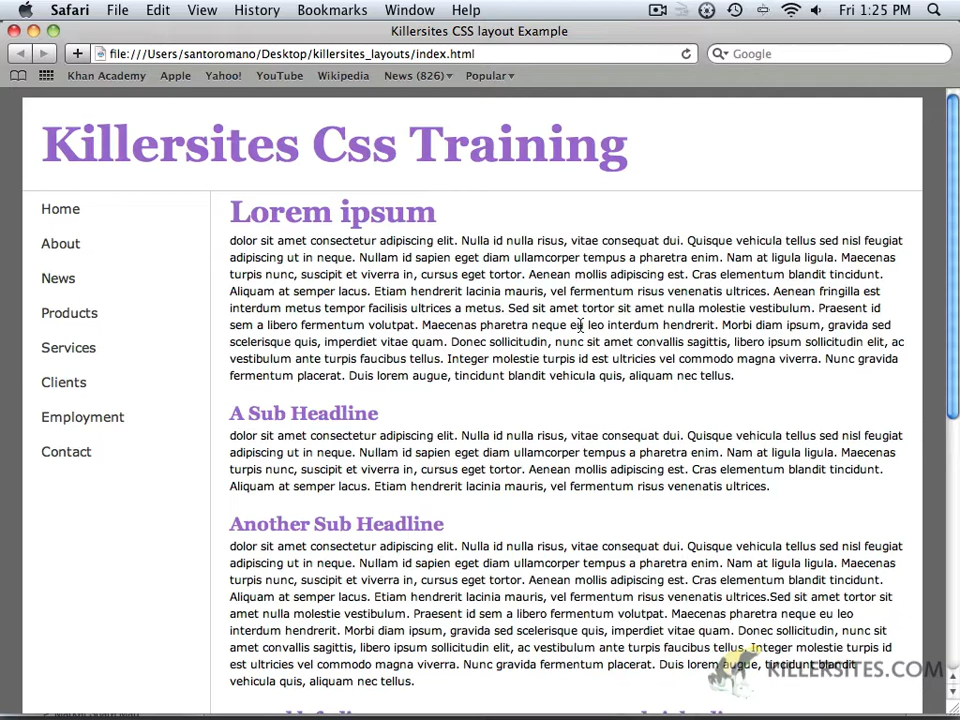 Safari File Edit View History Bookmarks Window Help Fri 1:25 PM
Killersites CSS layout Example
file:///Users/santoromano/Desktop/killersites_layouts/index.html Google
Khan Academy Apple Yahoo! YouTube Wikipedia News (826) Popular
Killersites Css Training
Home
About
News
Products
Services
Clients
Employment
Contact
Lorem ipsum
dolor sit amet consectetur adipiscing elit. Nulla id nulla risus, vitae consequat dui. Quisque vehicula tellus sed nisl feugiat
adipiscing ut in neque. Nullam id sapien eget diam ullamcorper tempus a pharetra enim. Nam at ligula ligula. Maecenas
turpis nunc, suscipit et viverra in, cursus eget tortor. Aenean mollis adipiscing est. Cras elementum blandit tincidunt.
Aliquam at semper lacus. Etiam hendrerit lacinia mauris, vel fermentum risus venenatis ultrices. Aenean fringilla est
interdum metus tempor facilisis ultrices a metus. Sed sit amet tortor sit amet nulla molestie vestibulum. Praesent id
sem a libero fermentum volutpat. Maecenas pharetra neque eu leo interdum hendrerit. Morbi diam ipsum, gravida sed
scelerisque quis, imperdiet vitae quam. Donec sollicitudin, nunc sit amet convallis sagittis, libero ipsum sollicitudin elit, ac
vestibulum ante turpis faucibus tellus. Integer molestie turpis id est ultricies vel commodo magna viverra. Nunc gravida
fermentum placerat. Duis lorem augue, tincidunt blandit vehicula quis, aliquam nec tellus.
A Sub Headline
dolor sit amet consectetur adipiscing elit. Nulla id nulla risus, vitae consequat dui. Quisque vehicula tellus sed nisl feugiat
adipiscing ut in neque. Nullam id sapien eget diam ullamcorper tempus a pharetra enim. Nam at ligula ligula. Maecenas
turpis nunc, suscipit et viverra in, cursus eget tortor. Aenean mollis adipiscing est. Cras elementum blandit tincidunt.
Aliquam at semper lacus. Etiam hendrerit lacinia mauris, vel fermentum risus venenatis ultrices.
Another Sub Headline
dolor sit amet consectetur adipiscing elit. Nulla id nulla risus, vitae consequat dui. Quisque vehicula tellus sed nisl feugiat
adipiscing ut in neque. Nullam id sapien eget diam ullamcorper tempus a pharetra enim. Nam at ligula ligula. Maecenas
turpis nunc, suscipit et viverra in, cursus eget tortor. Aenean mollis adipiscing est. Cras elementum blandit tincidunt.
Aliquam at semper lacus. Etiam hendrerit lacinia mauris, vel fermentum risus venenatis ultrices.Sed sit amet tortor sit
amet nulla molestie vestibulum. Praesent id sem a libero fermentum volutpat. Maecenas pharetra neque eu leo
interdum hendrerit. Morbi diam ipsum, gravida sed scelerisque quis, imperdiet vitae quam. Donec sollicitudin, nunc sit
amet convallis sagittis, libero ipsum sollicitudin elit, ac vestibulum ante turpis faucibus tellus. Integer molestie turpis id
est ultricies vel commodo magna viverra. Nunc gravida fermentum placerat. Duis lorem augue, tincidunt blandit
vehicula quis, aliquam nec tellus.
KILLERSITES.COM